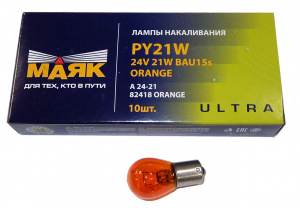 ЛАМПЫ НАКАЛИВАНИЯ
PY21W
24V 21W BAU15s
ORANGE
A 24-21
82418 ORANGE
10шт.
МАЯК
ДЛЯ ТЕХ, КТО В ПУТИ
ULTRA